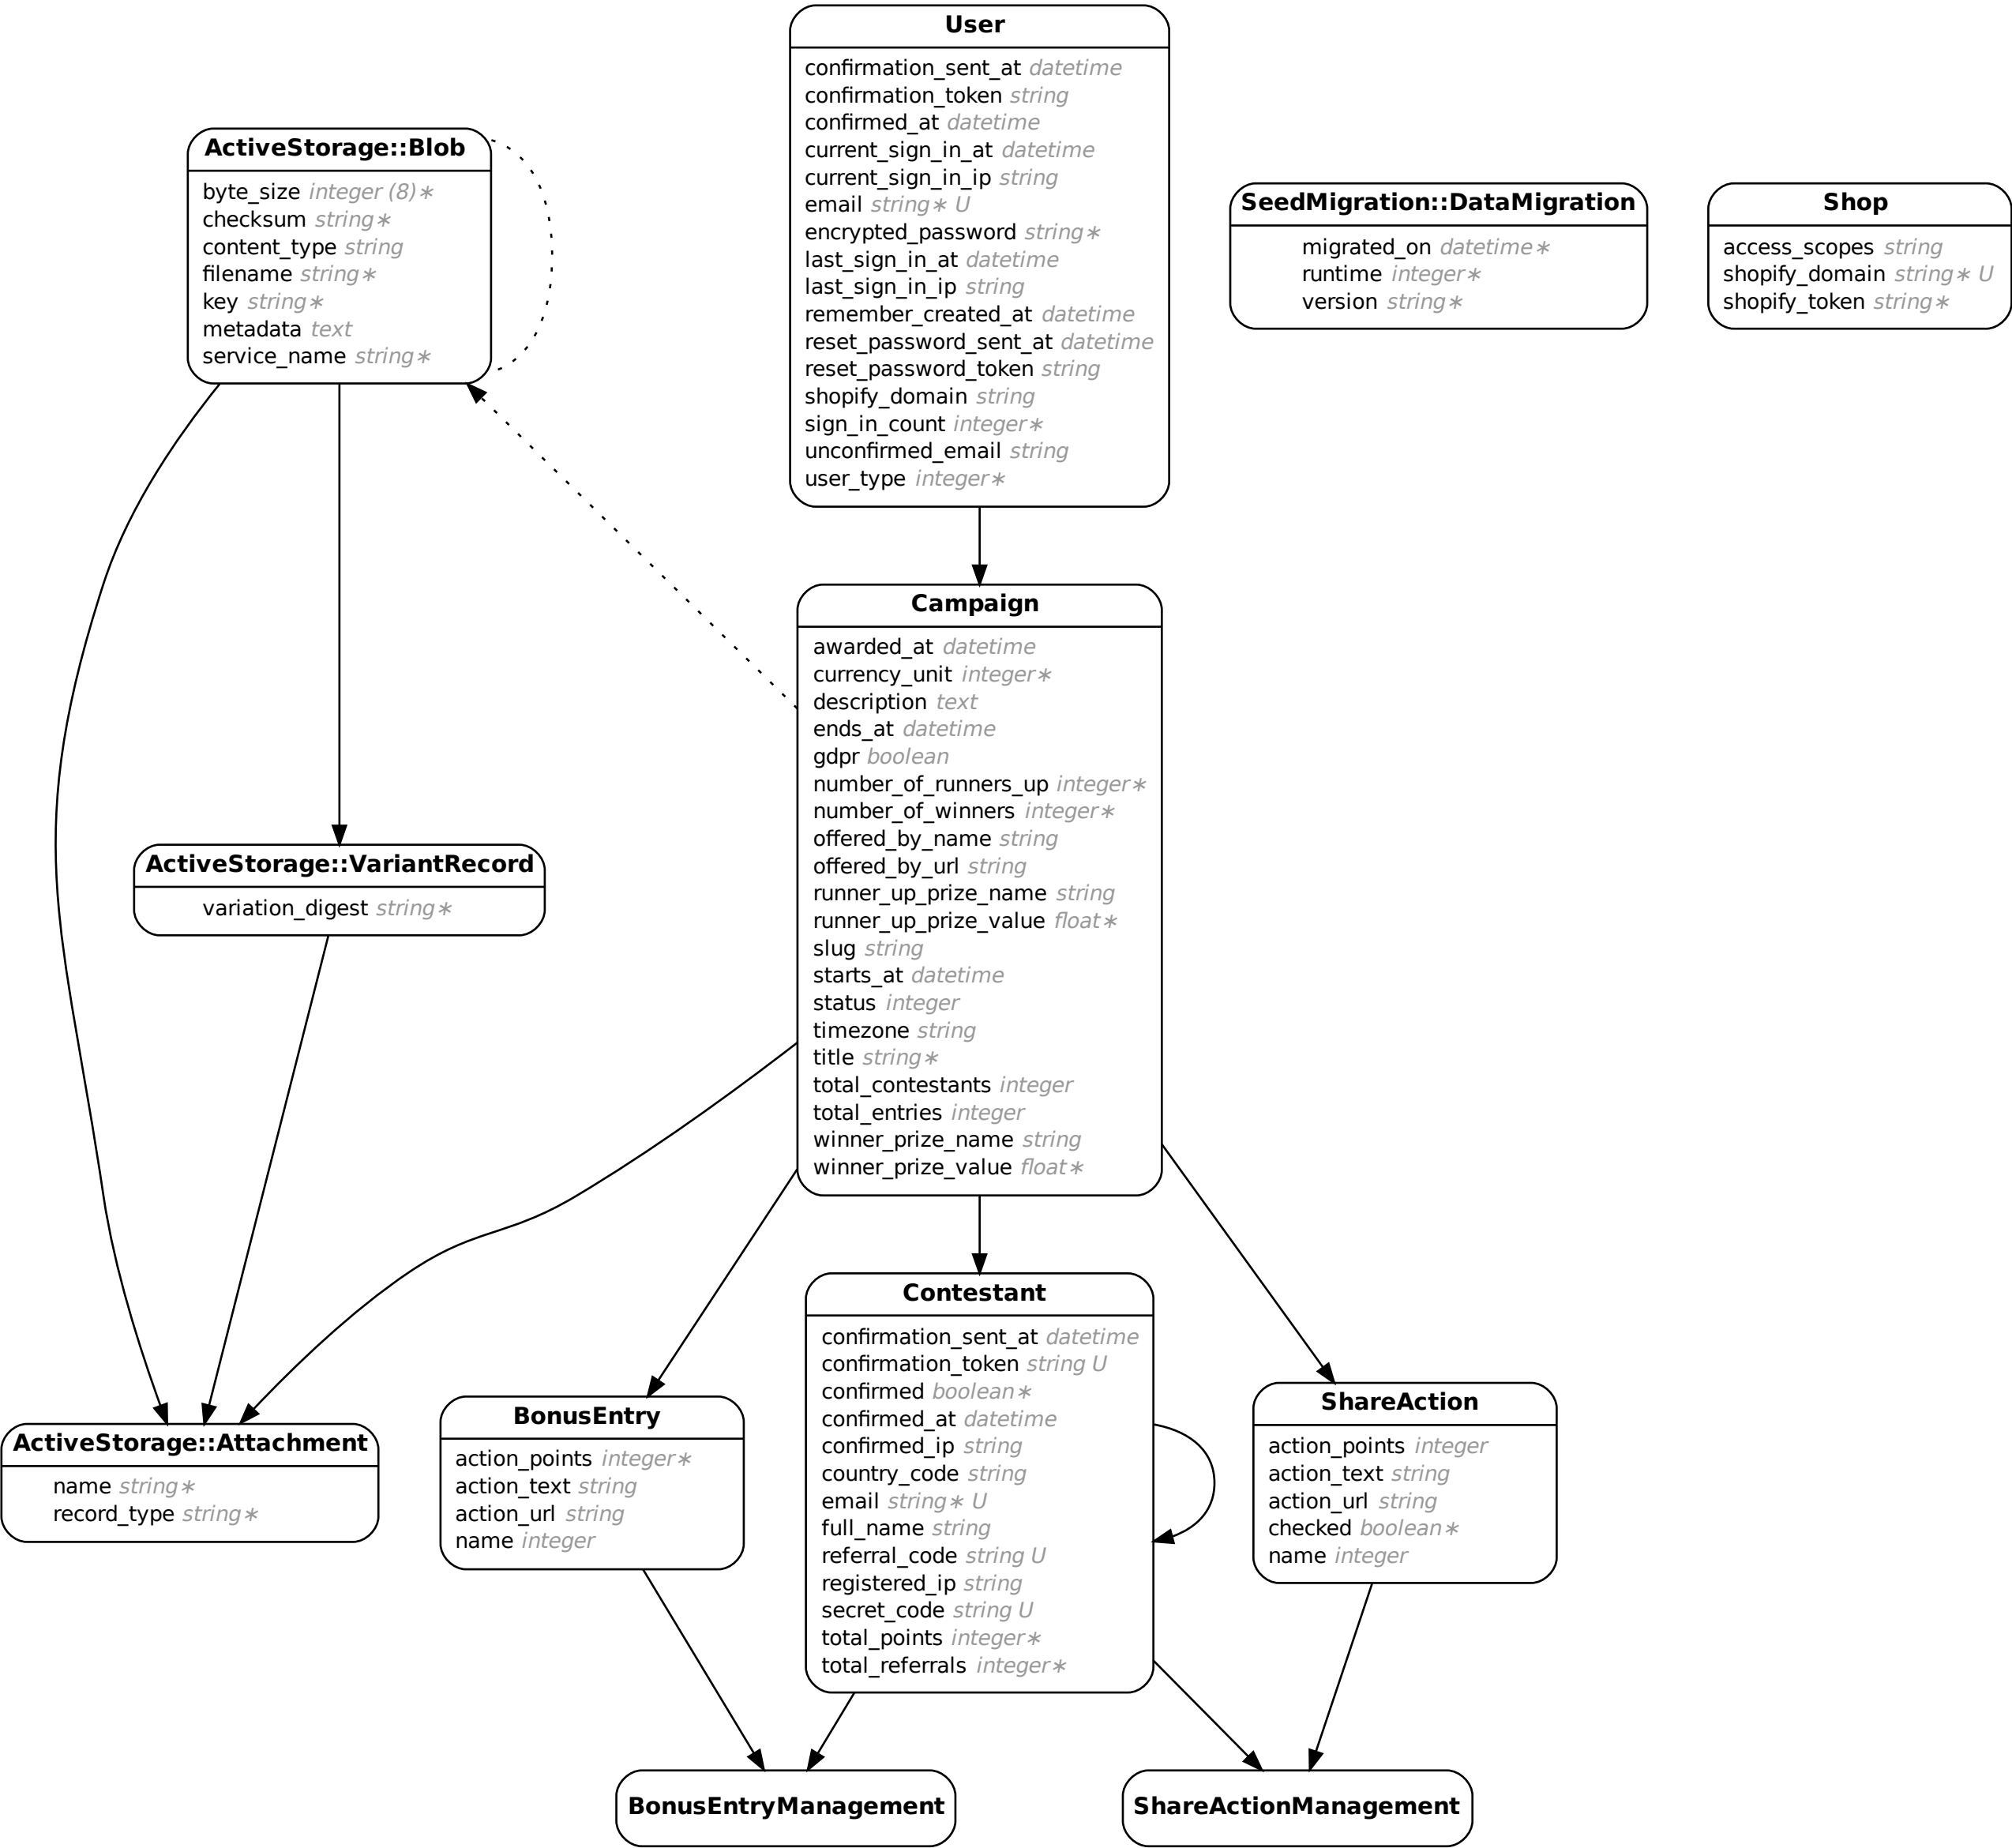 User
confirmation_sent_at datetime
confirmation_token string
confirmed_at datetime
current_sign_in_at datetime
current_sign_in_ip string
email string∗ U
encrypted_password string∗
last_sign_in_at datetime
last_sign_in_ip string
remember_created_at datetime
reset_password_sent_at datetime
reset_password_token string
shopify_domain string
sign_in_count integer∗
unconfirmed_email string
user_type integer∗
ActiveStorage::Blob
byte_size integer (8)∗
checksum string∗
content_type string
filename string∗
key string∗
metadata text
service_name string∗
SeedMigration::DataMigration
migrated_on datetime∗
runtime integer∗
version string∗
Shop
access_scopes string
shopify_domain string∗ U
shopify_token string∗
Campaign
awarded_at datetime
currency_unit integer∗
description text
ends_at datetime
gdpr boolean
number_of_runners_up integer∗
number_of_winners integer∗
offered_by_name string
offered_by_url string
runner_up_prize_name string
runner_up_prize_value float∗
slug string
starts_at datetime
status integer
timezone string
title string∗
total_contestants integer
total_entries integer
winner_prize_name string
winner_prize_value float∗
ActiveStorage::VariantRecord
variation_digest string∗
ActiveStorage::Attachment
name string∗
record_type string∗
BonusEntry
action_points integer∗
action_text string
action_url string
name integer
Contestant
confirmation_sent_at datetime
confirmation_token string U
confirmed boolean∗
confirmed_at datetime
confirmed_ip string
country_code string
email string∗ U
full_name string
referral_code string U
registered_ip string
secret_code string U
total_points integer∗
total_referrals integer∗
ShareAction
action_points integer
action_text string
action_url string
checked boolean∗
name integer
BonusEntryManagement
ShareActionManagement